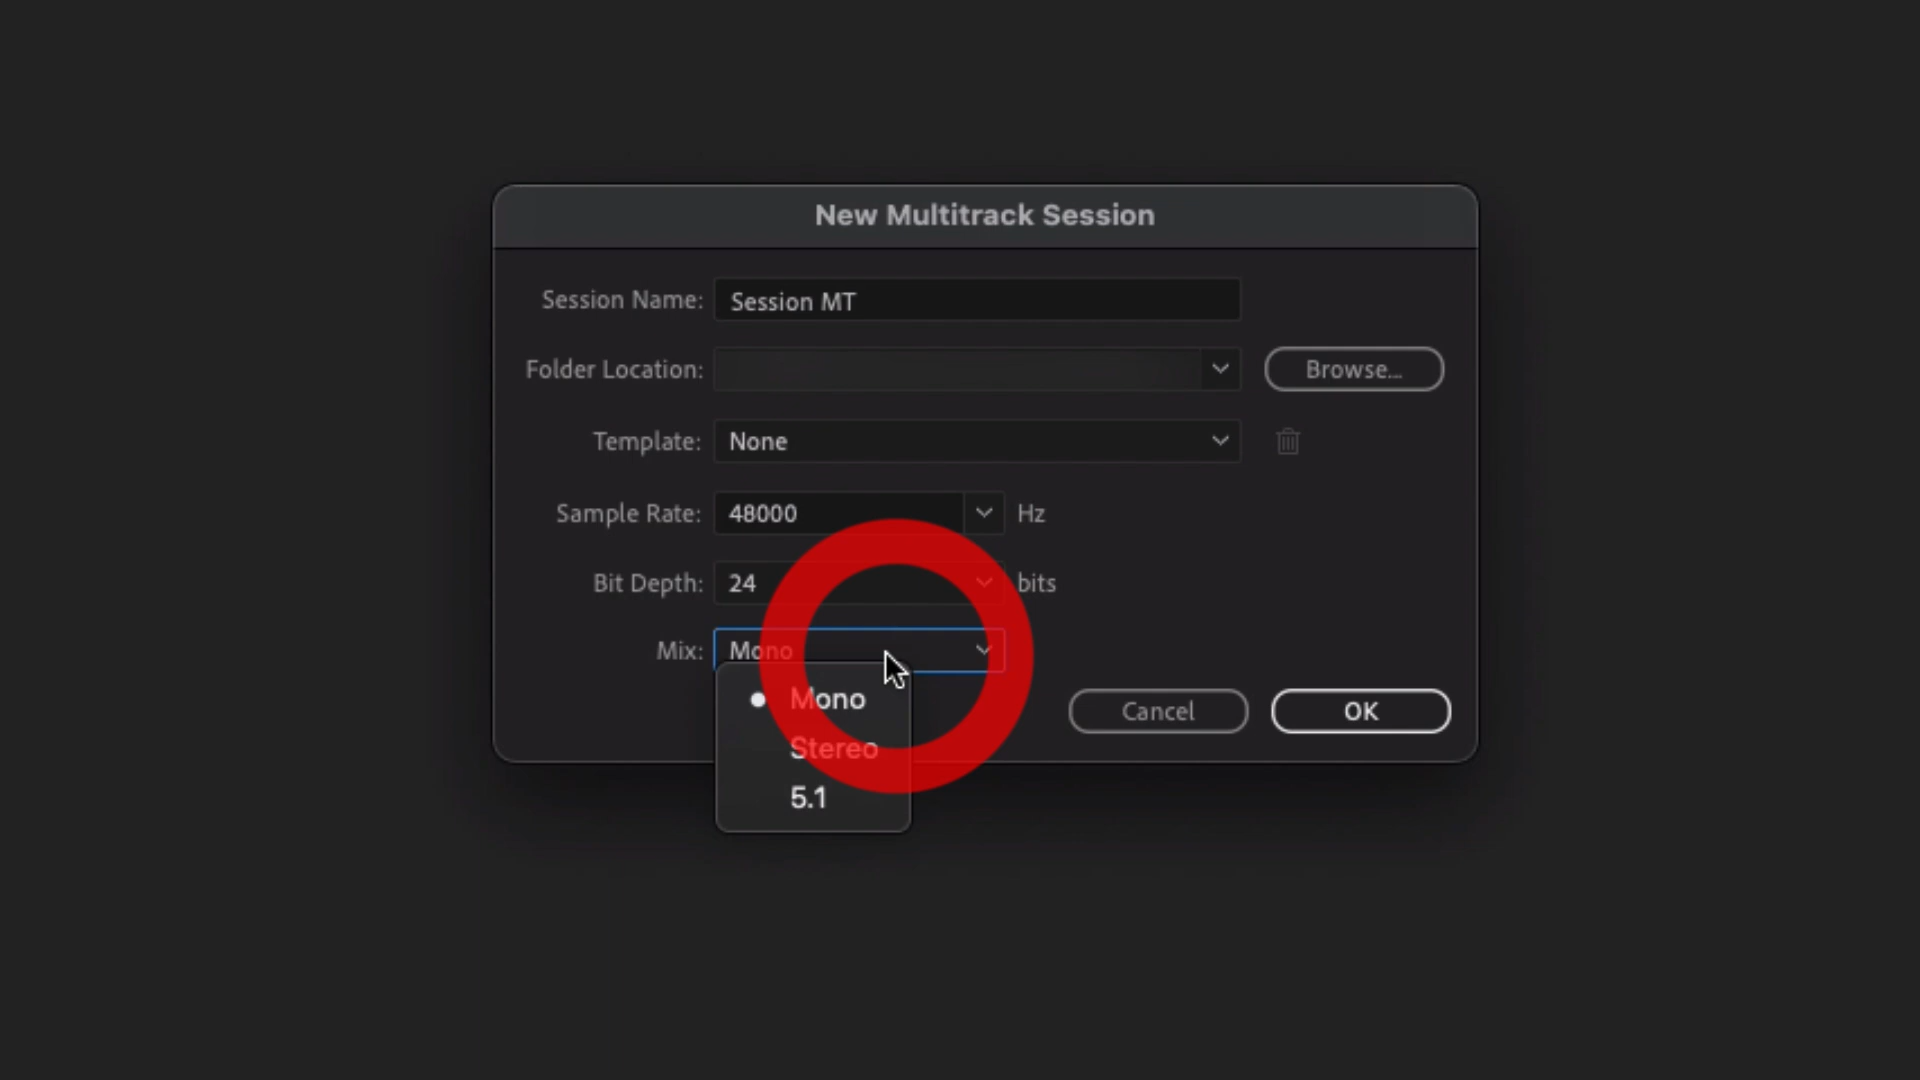 New Multitrack Session
Session Name: Session MT
Folder Location: Browse...
Template: None
Sample Rate: 48000 Hz
Bit Depth: 24 bits
Mix: Mono
Mono
Stereo
5.1
Cancel OK